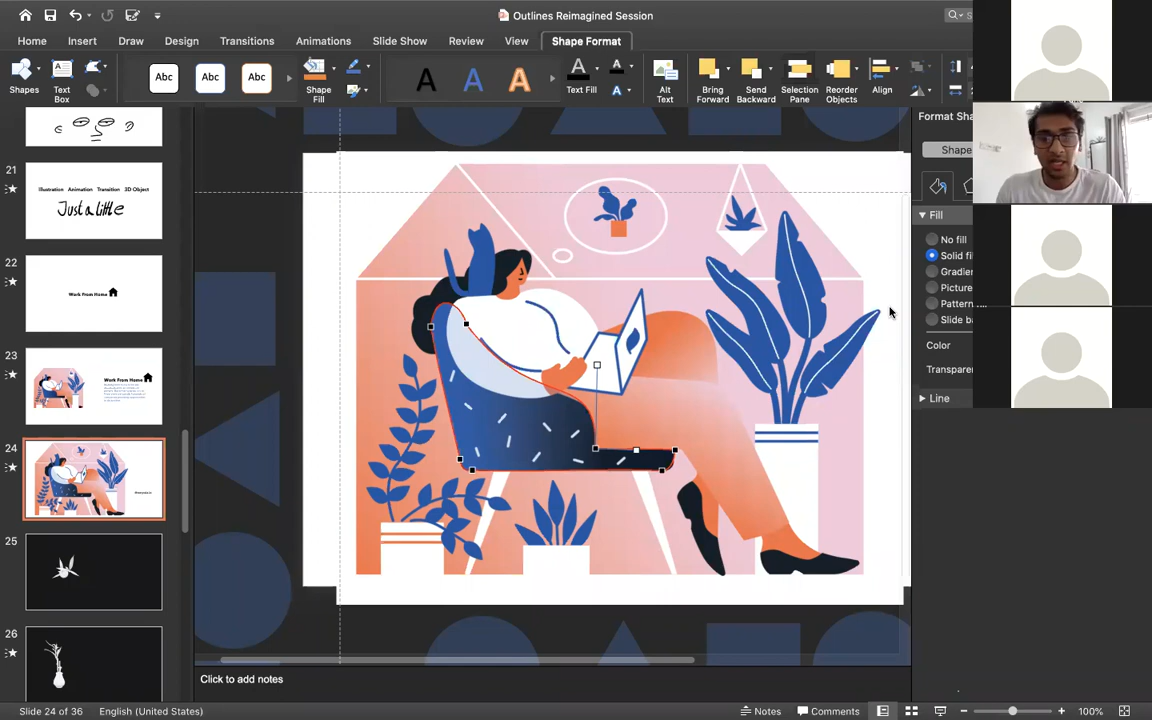 Outlines Reimagined Session
Home Insert Draw Design Transitions Animations Slide Show Review View Shape Format
Shapes
Text Box
Abc Abc Abc
Shape Fill
A A A
Text Fill
Alt Text
Bring Forward
Send Backward
Selection Pane
Reorder Objects
Align
Format Sha
Shape
Fill
No fill
Solid fi
Gradien
Picture
Pattern
Slide ba
Color
Transpare
Line
21
Illustration Animation Transition 3D Object
Just a little
22
Work From Home
23
Work From Home
24
25
26
Click to add notes
Slide 24 of 36 English (United States) Notes Comments 100%